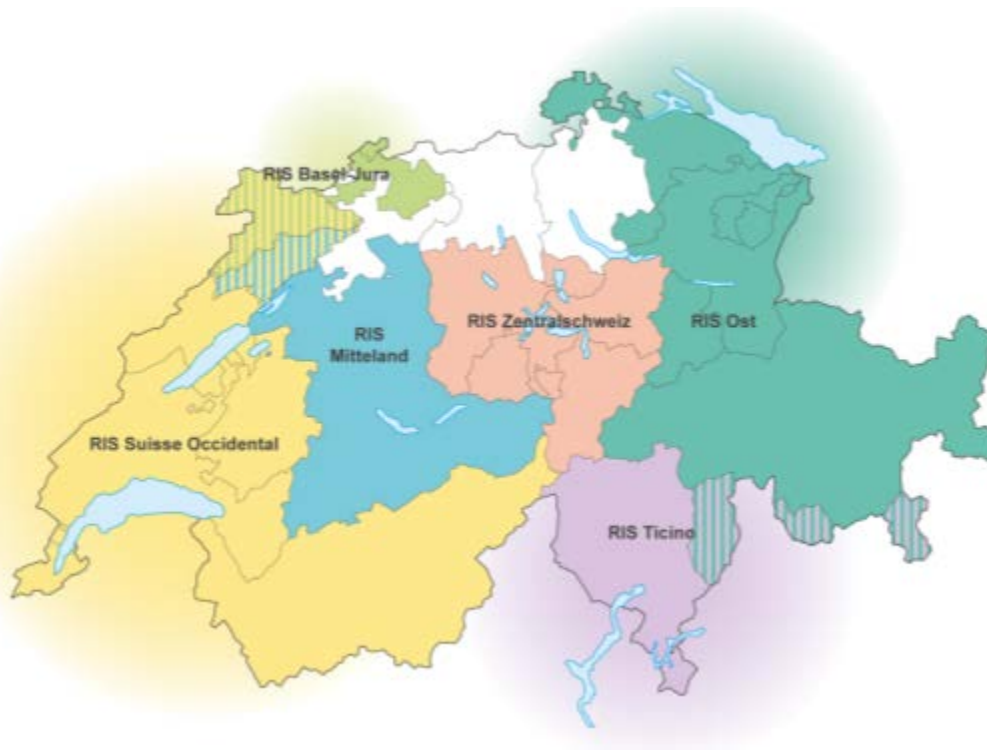 RIS Basel-Jura
RIS Zentralschweiz
RIS Ost
RIS
Mitteland
RIS Suisse Occidental
RIS Ticino